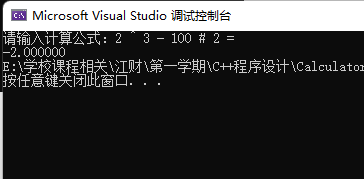 Microsoft Visual Studio 调试控制台
请输入计算公式: 2 ^ 3 - 100 # 2 =
-2.000000
E:\学校课程相关\江财\第一学期\C++程序设计\Calculator
按任意键关闭此窗口. . .